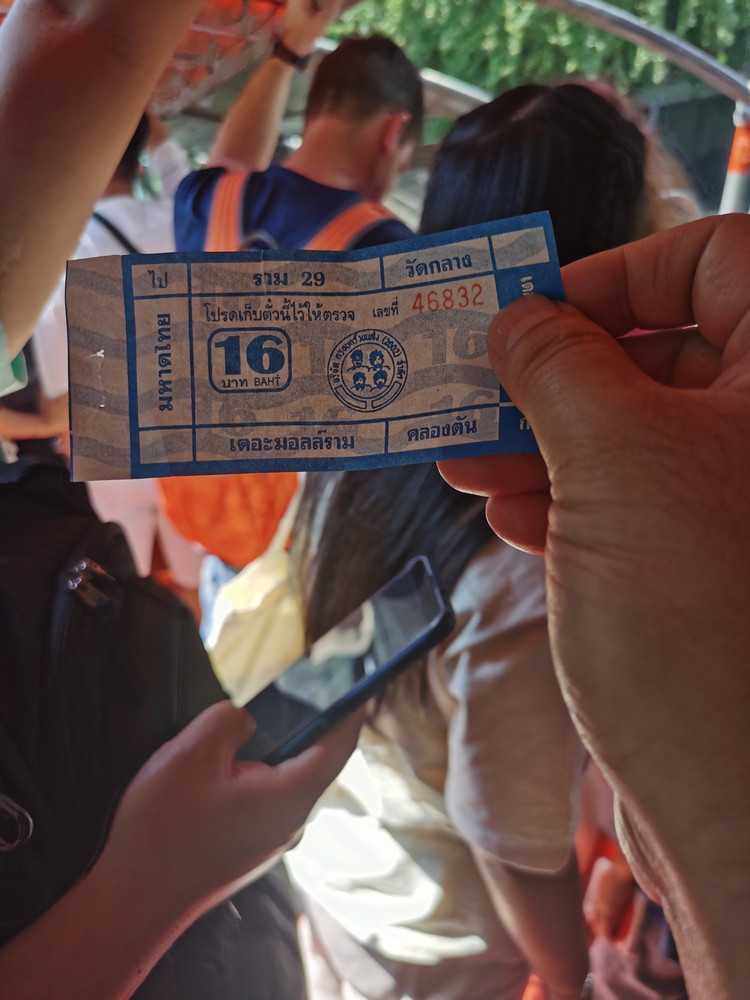 ไป ราม 29 วัดกลาง
โปรดเก็บตั๋วนี้ไว้ให้ตรวจ เลขที่ 46832
มหาดไทย
16
บาท BAHT
เดอะมอลล์ราม คลองตัน